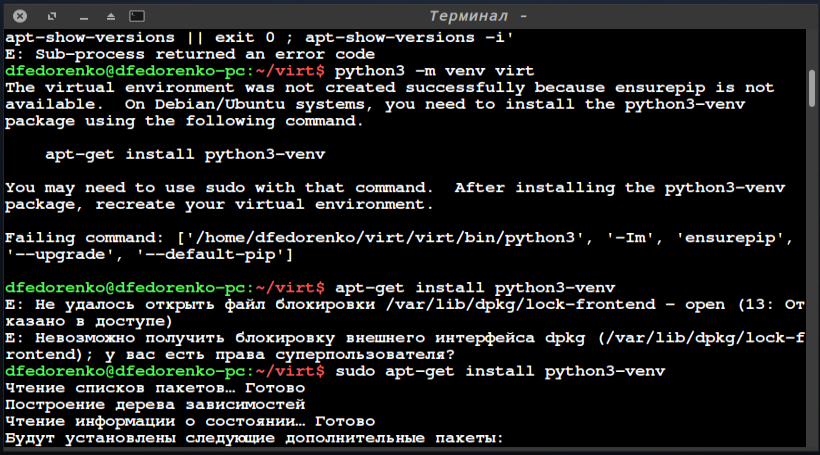 Терминал -
apt-show-versions || exit 0 ; apt-show-versions -i'
E: Sub-process returned an error code
dfedorenko@dfedorenko-pc:~/virt$ python3 -m venv virt
The virtual environment was not created successfully because ensurepip is not
available.  On Debian/Ubuntu systems, you need to install the python3-venv
package using the following command.
    apt-get install python3-venv
You may need to use sudo with that command.  After installing the python3-venv
package, recreate your virtual environment.
Failing command: ['/home/dfedorenko/virt/virt/bin/python3', '-Im', 'ensurepip',
'--upgrade', '--default-pip']
dfedorenko@dfedorenko-pc:~/virt$ apt-get install python3-venv
E: Не удалось открыть файл блокировки /var/lib/dpkg/lock-frontend - open (13: От
казано в доступе)
E: Невозможно получить блокировку внешнего интерфейса dpkg (/var/lib/dpkg/lock-f
rontend); у вас есть права суперпользователя?
dfedorenko@dfedorenko-pc:~/virt$ sudo apt-get install python3-venv
Чтение списков пакетов… Готово
Построение дерева зависимостей
Чтение информации о состоянии… Готово
Будут установлены следующие дополнительные пакеты: